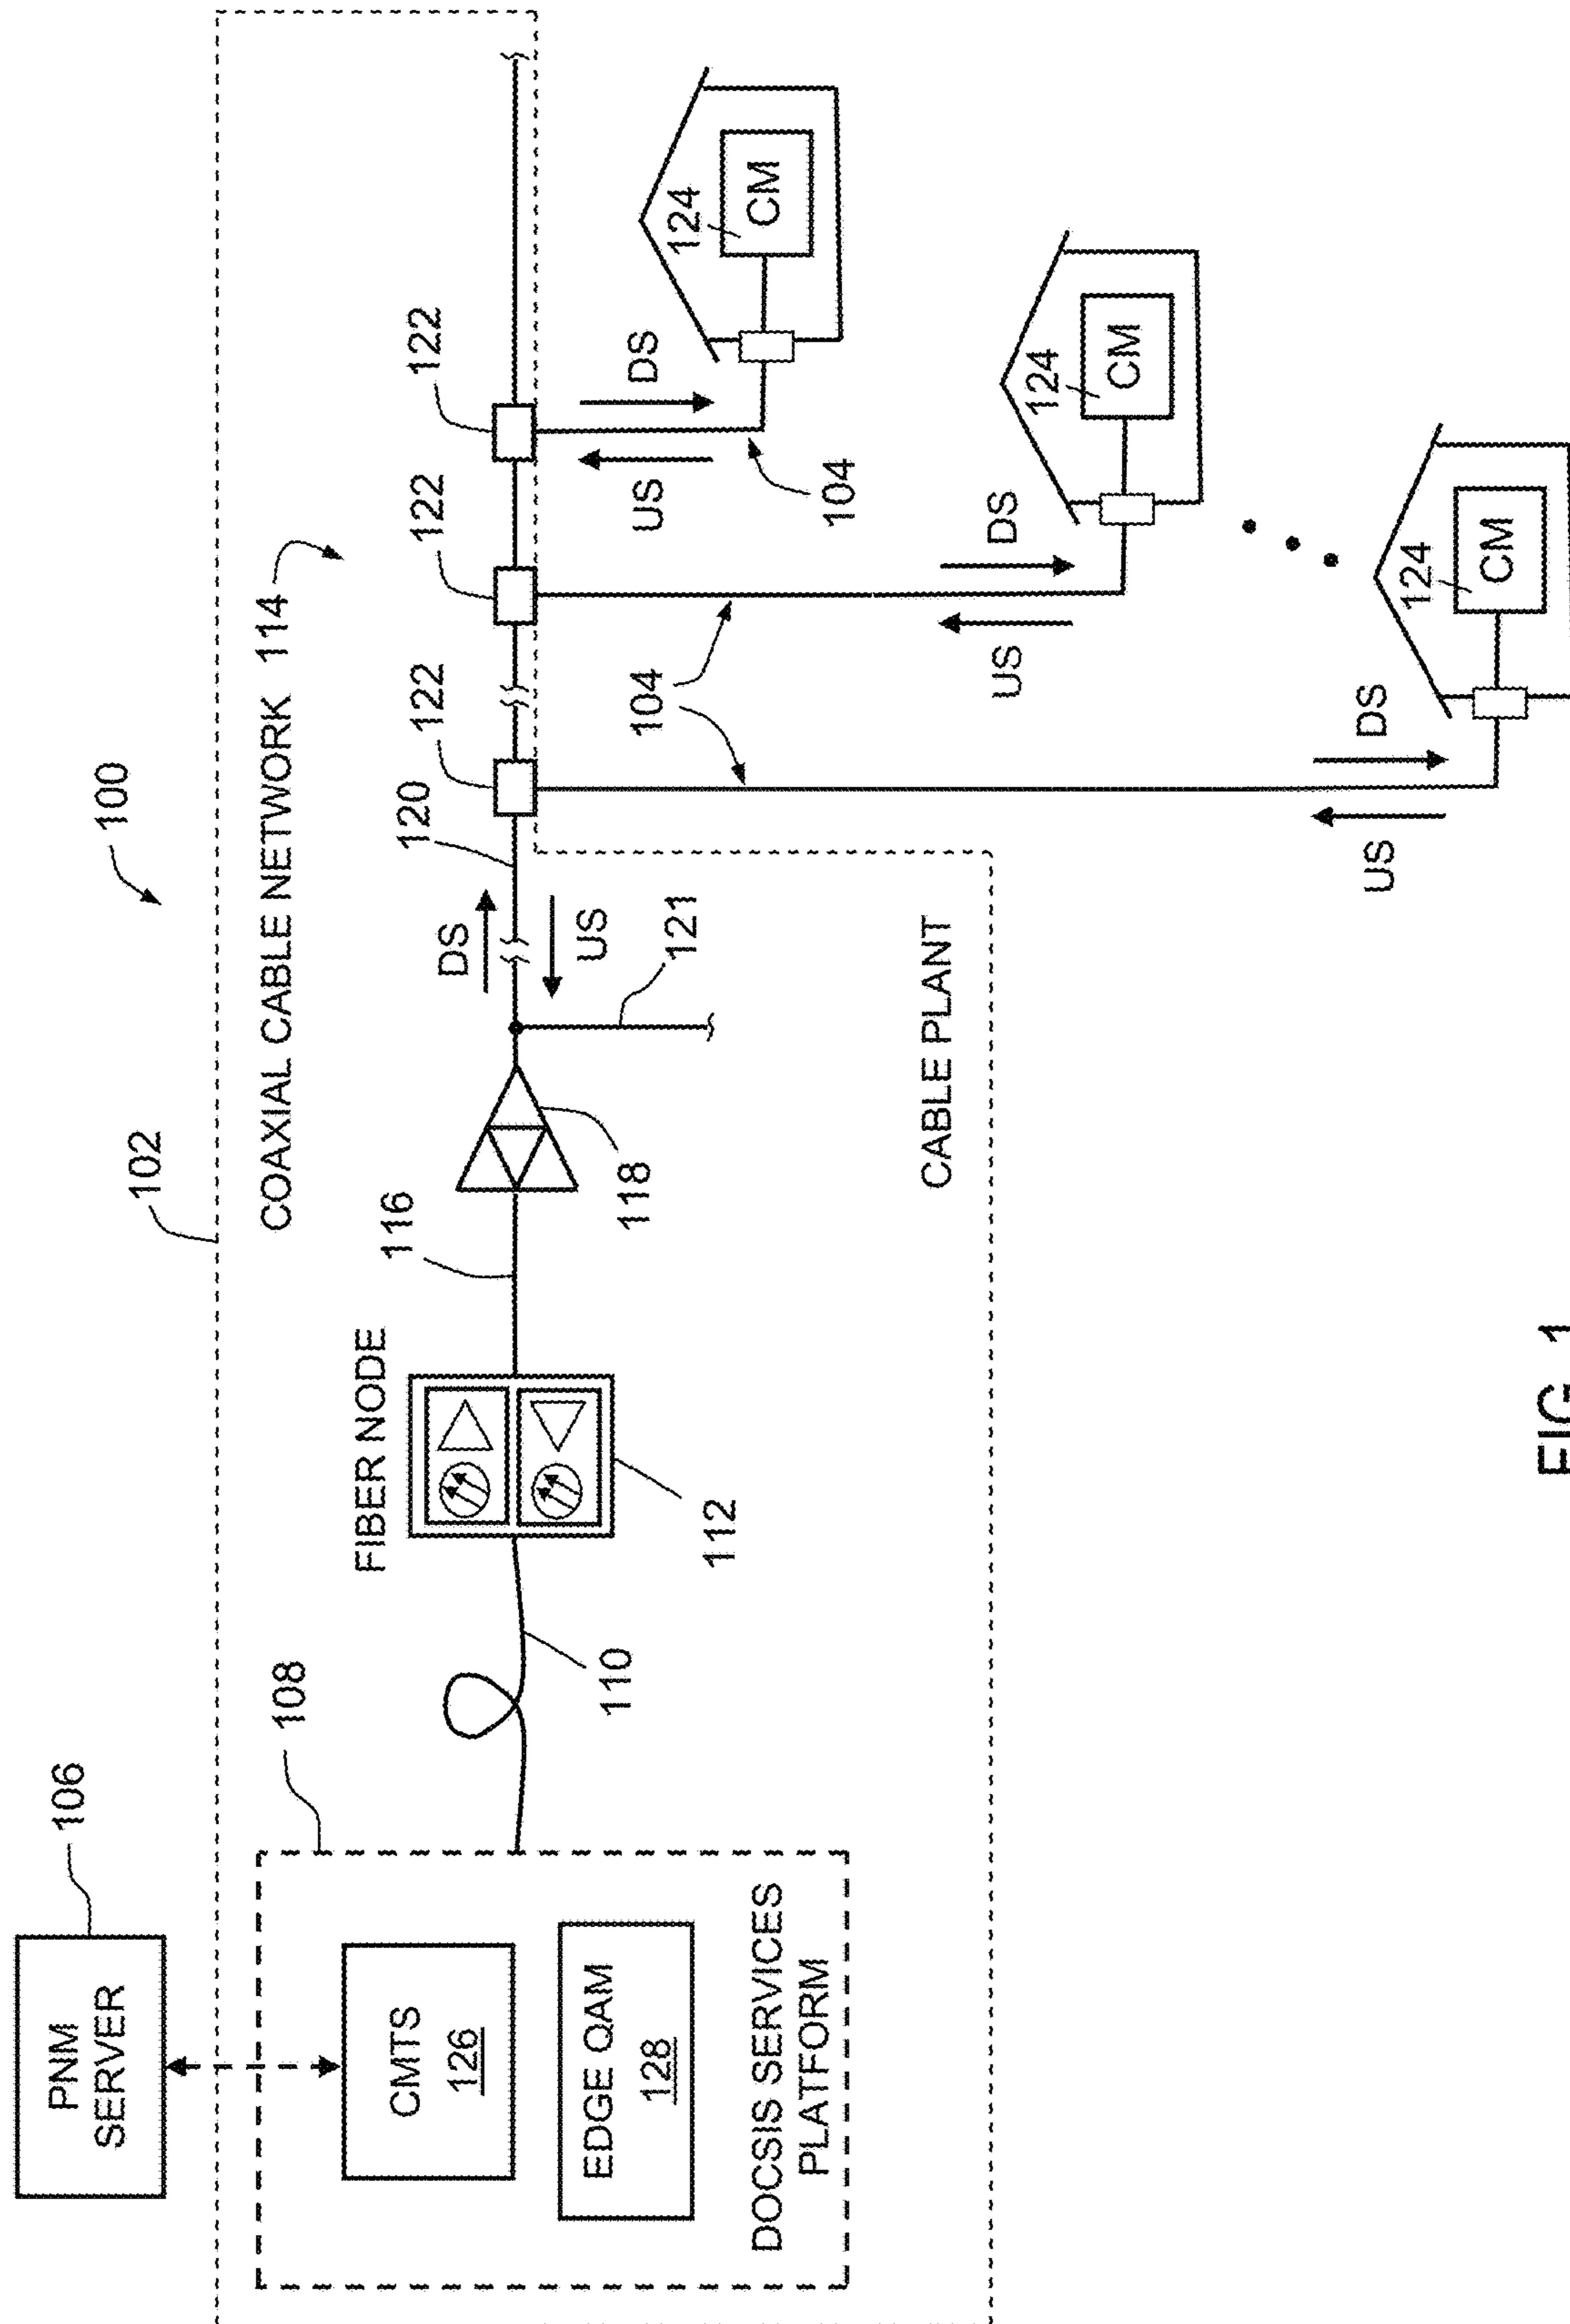 100
102
106
PNM
SERVER
COAXIAL CABLE NETWORK 114
108
CMTS
126
EDGE QAM
128
DOCSIS SERVICES
PLATFORM
110
FIBER NODE
112
116
118
DS
US
121
120
122
122
122
CABLE PLANT
104
104
US
DS
124
CM
US
DS
124
CM
US
DS
124
CM
FIG. 1